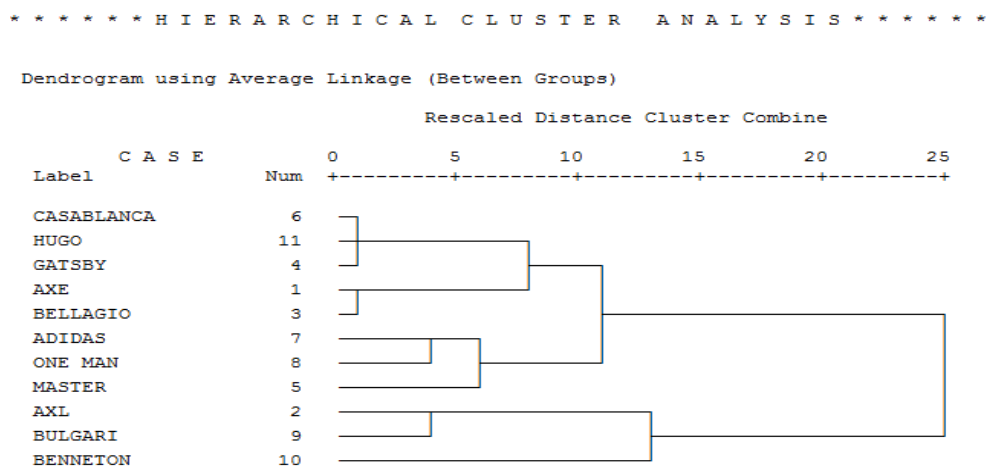 * * * * * * H I E R A R C H I C A L   C L U S T E R   A N A L Y S I S * * * * * *
Dendrogram using Average Linkage (Between Groups)
Rescaled Distance Cluster Combine
C A S E 0 5 10 15 20 25
Label Num +---------+---------+---------+---------+---------+
CASABLANCA 6
HUGO 11
GATSBY 4
AXE 1
BELLAGIO 3
ADIDAS 7
ONE MAN 8
MASTER 5
AXL 2
BULGARI 9
BENNETON 10